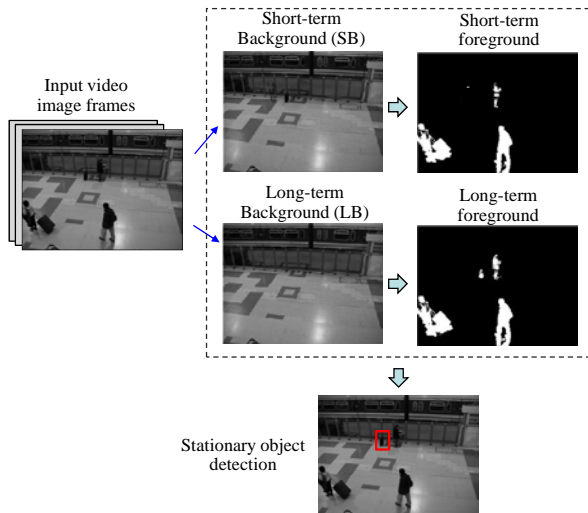 Short-term
Background (SB)
Short-term
foreground
Input video
image frames
Long-term
Background (LB)
Long-term
foreground
Stationary object
detection